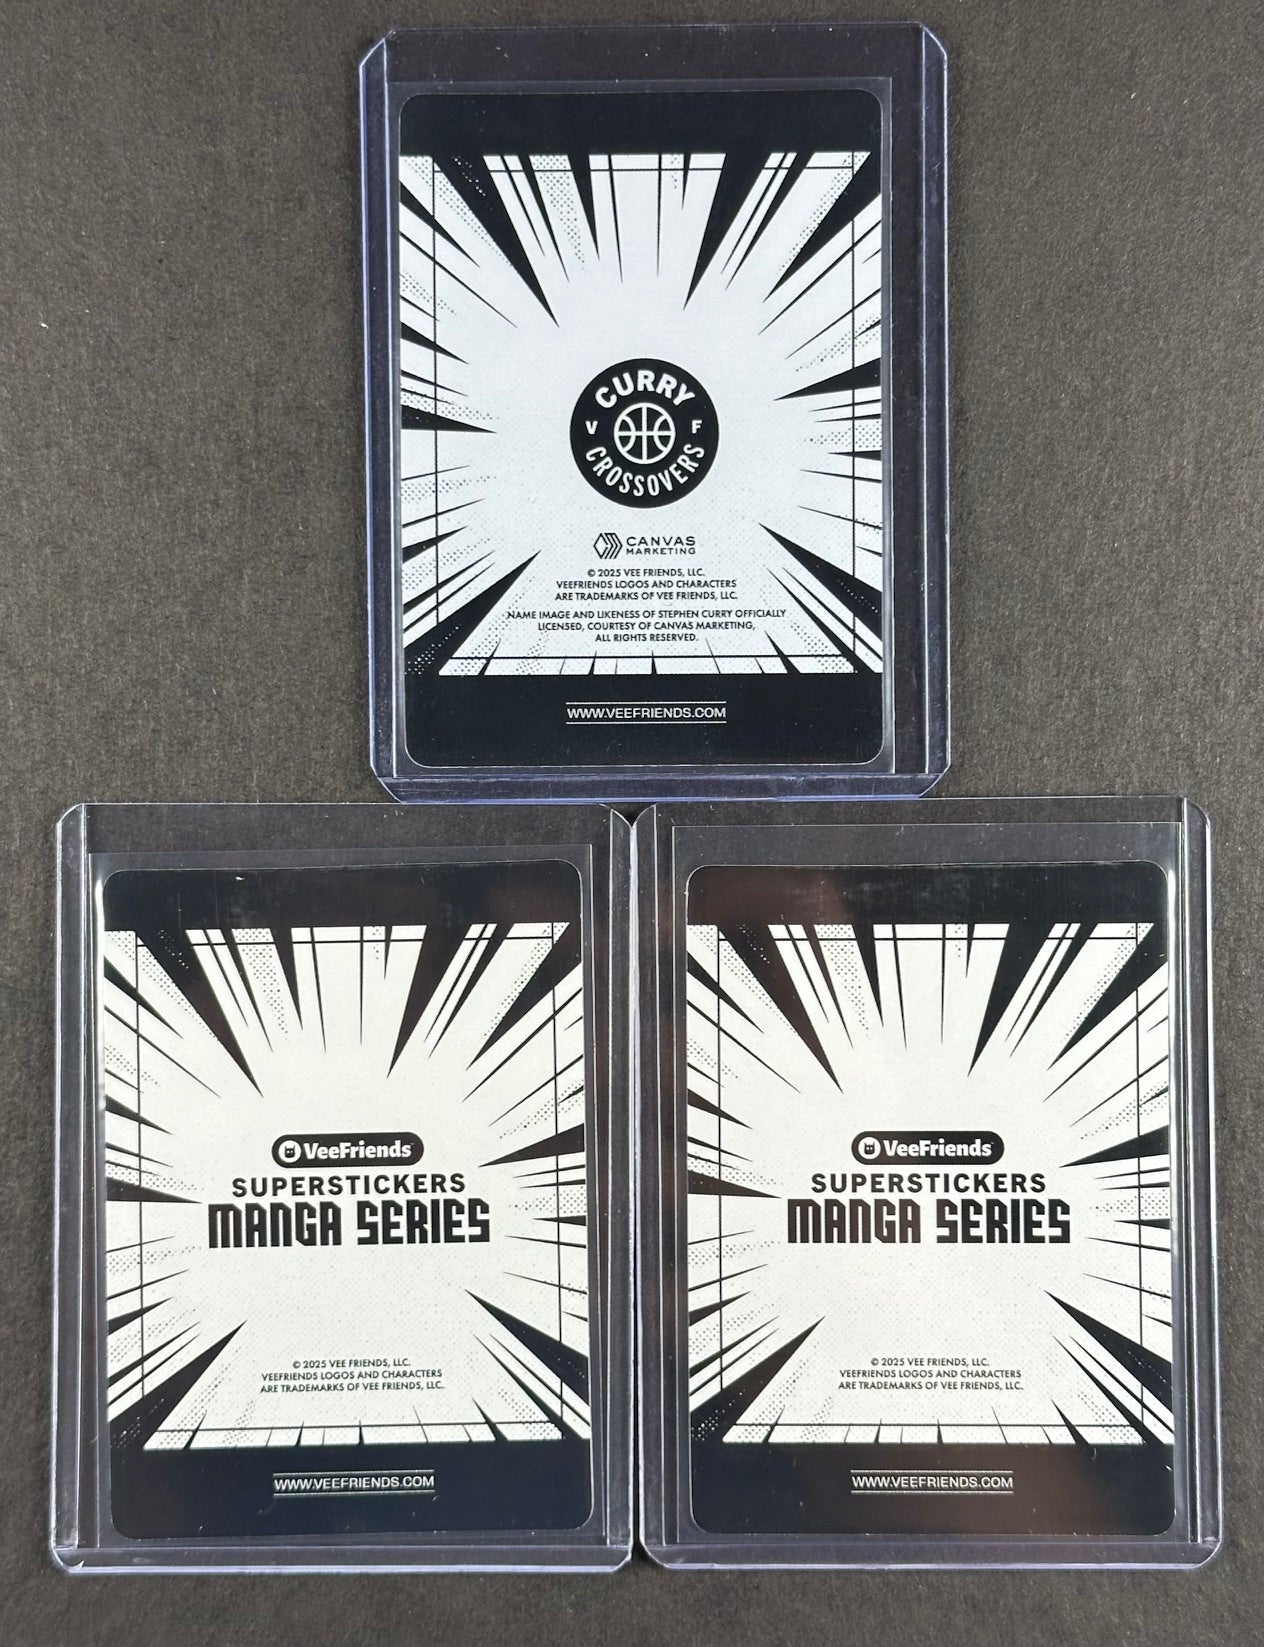 CURRY
V F
CROSSOVERS
CANVAS
MARKETING
© 2025 VEE FRIENDS, LLC.
VEEFRIENDS LOGOS AND CHARACTERS
ARE TRADEMARKS OF VEE FRIENDS, LLC.
NAME IMAGE AND LIKENESS OF STEPHEN CURRY OFFICIALLY
LICENSED, COURTESY OF CANVAS MARKETING,
ALL RIGHTS RESERVED.
WWW.VEEFRIENDS.COM
VeeFriends
SUPERSTICKERS
MANGA SERIES
© 2025 VEE FRIENDS, LLC.
VEEFRIENDS LOGOS AND CHARACTERS
ARE TRADEMARKS OF VEE FRIENDS, LLC.
WWW.VEEFRIENDS.COM
VeeFriends
SUPERSTICKERS
MANGA SERIES
© 2025 VEE FRIENDS, LLC.
VEEFRIENDS LOGOS AND CHARACTERS
ARE TRADEMARKS OF VEE FRIENDS, LLC.
WWW.VEEFRIENDS.COM